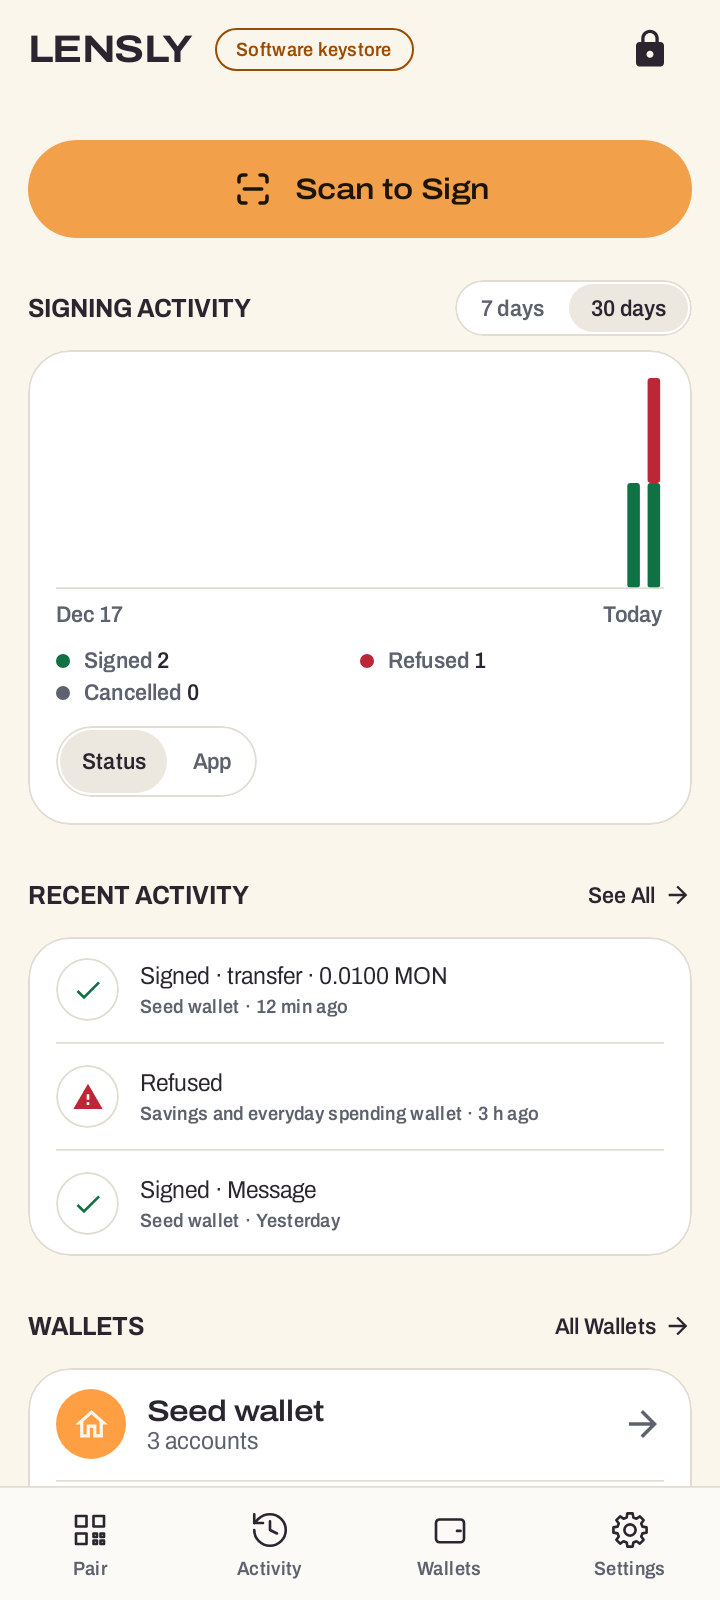 LENSLY
Software keystore
Scan to Sign
SIGNING ACTIVITY
7 days
30 days
Dec 17
Today
Signed 2
Refused 1
Cancelled 0
Status
App
RECENT ACTIVITY
See All
Signed · transfer · 0.0100 MON
Seed wallet · 12 min ago
Refused
Savings and everyday spending wallet · 3 h ago
Signed · Message
Seed wallet · Yesterday
WALLETS
All Wallets
Seed wallet
3 accounts
Pair
Activity
Wallets
Settings